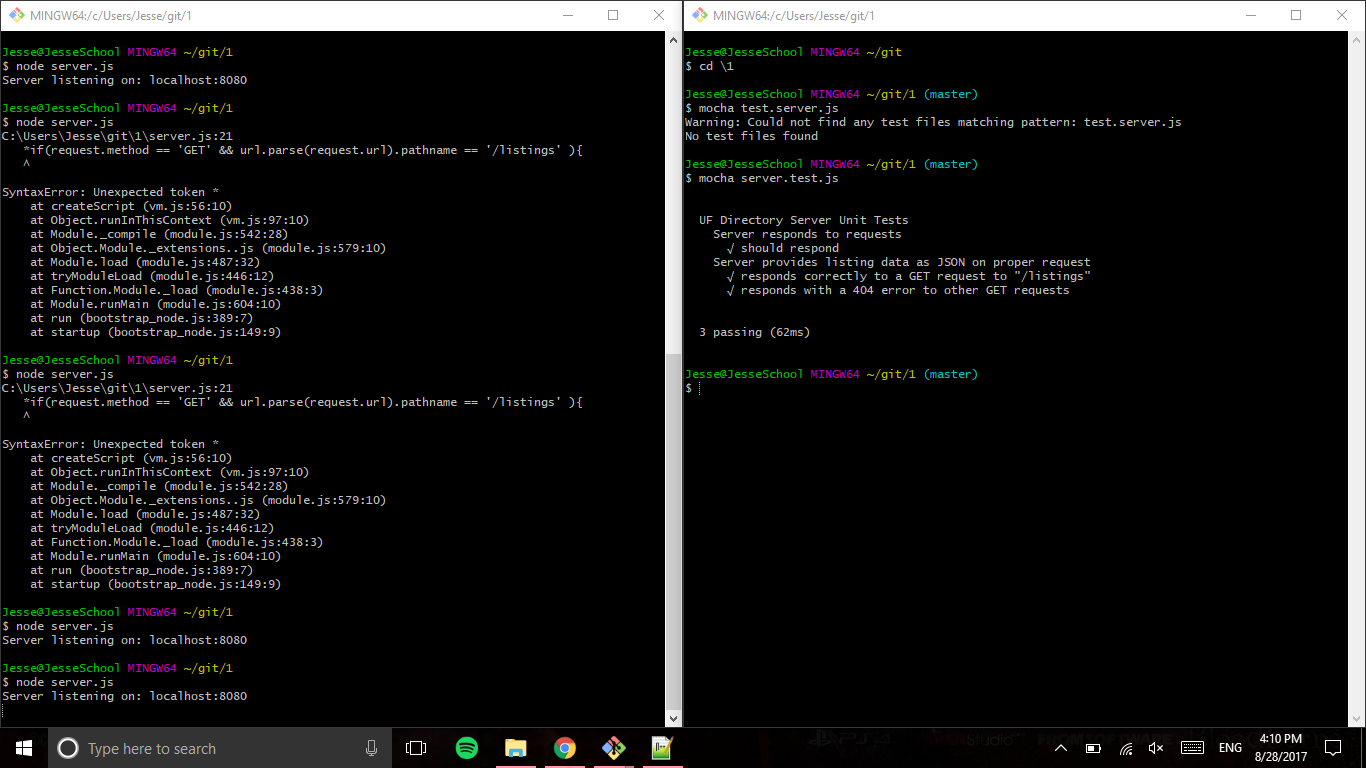 MINGW64:/c/Users/Jesse/git/1
Jesse@JesseSchool MINGW64 ~/git/1
$ node server.js
Server listening on: localhost:8080
Jesse@JesseSchool MINGW64 ~/git/1
$ node server.js
C:\Users\Jesse\git\1\server.js:21
*if(request.method == 'GET' && url.parse(request.url).pathname == '/listings' ){
^
SyntaxError: Unexpected token *
at createScript (vm.js:56:10)
at Object.runInThisContext (vm.js:97:10)
at Module._compile (module.js:542:28)
at Object.Module._extensions..js (module.js:579:10)
at Module.load (module.js:487:32)
at tryModuleLoad (module.js:446:12)
at Function.Module._load (module.js:438:3)
at Module.runMain (module.js:604:10)
at run (bootstrap_node.js:389:7)
at startup (bootstrap_node.js:149:9)
Jesse@JesseSchool MINGW64 ~/git/1
$ node server.js
C:\Users\Jesse\git\1\server.js:21
*if(request.method == 'GET' && url.parse(request.url).pathname == '/listings' ){
^
SyntaxError: Unexpected token *
at createScript (vm.js:56:10)
at Object.runInThisContext (vm.js:97:10)
at Module._compile (module.js:542:28)
at Object.Module._extensions..js (module.js:579:10)
at Module.load (module.js:487:32)
at tryModuleLoad (module.js:446:12)
at Function.Module._load (module.js:438:3)
at Module.runMain (module.js:604:10)
at run (bootstrap_node.js:389:7)
at startup (bootstrap_node.js:149:9)
Jesse@JesseSchool MINGW64 ~/git/1
$ node server.js
Server listening on: localhost:8080
Jesse@JesseSchool MINGW64 ~/git/1
$ node server.js
Server listening on: localhost:8080
MINGW64:/c/Users/Jesse/git/1
Jesse@JesseSchool MINGW64 ~/git
$ cd \1
Jesse@JesseSchool MINGW64 ~/git/1 (master)
$ mocha test.server.js
Warning: Could not find any test files matching pattern: test.server.js
No test files found
Jesse@JesseSchool MINGW64 ~/git/1 (master)
$ mocha server.test.js
UF Directory Server Unit Tests
Server responds to requests
√ should respond
Server provides listing data as JSON on proper request
√ responds correctly to a GET request to "/listings"
√ responds with a 404 error to other GET requests
3 passing (62ms)
Jesse@JesseSchool MINGW64 ~/git/1 (master)
$
Type here to search
ENG
4:10 PM
8/28/2017